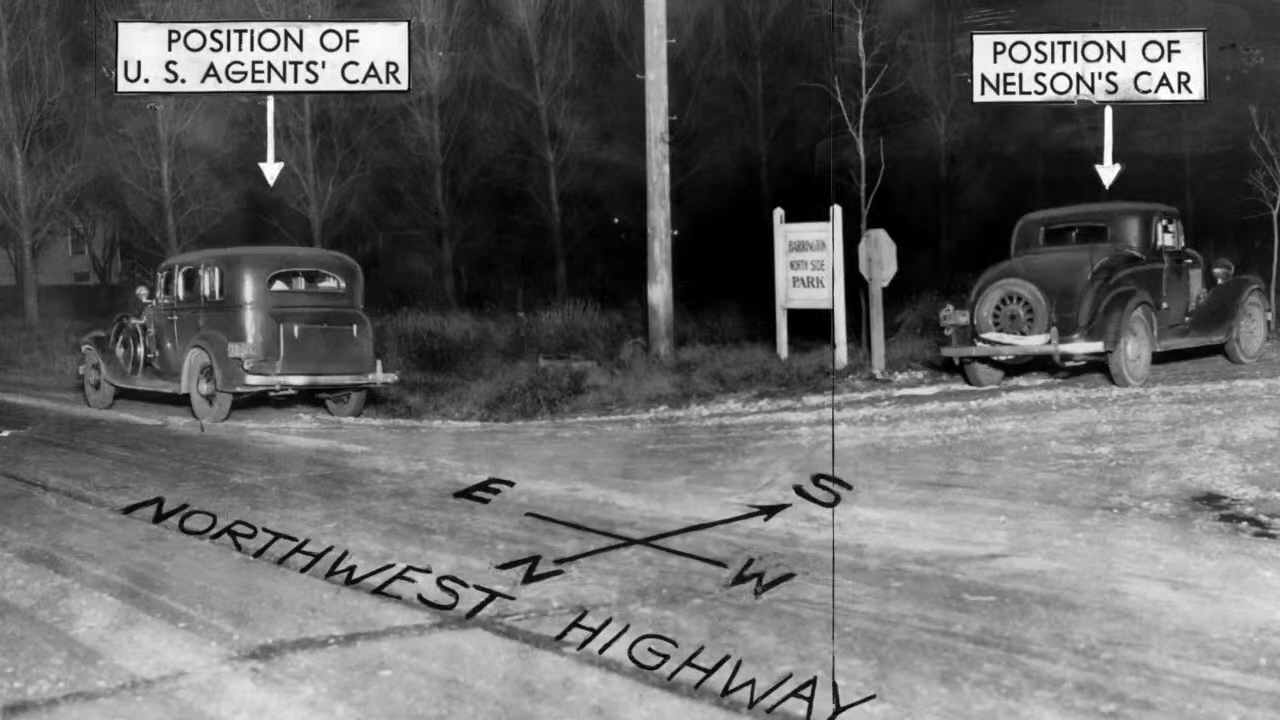 POSITION OF
U. S. AGENTS' CAR
POSITION OF
NELSON'S CAR
BARRINGTON
NORTH SIDE
PARK
E
S
N
W
NORTHWEST HIGHWAY